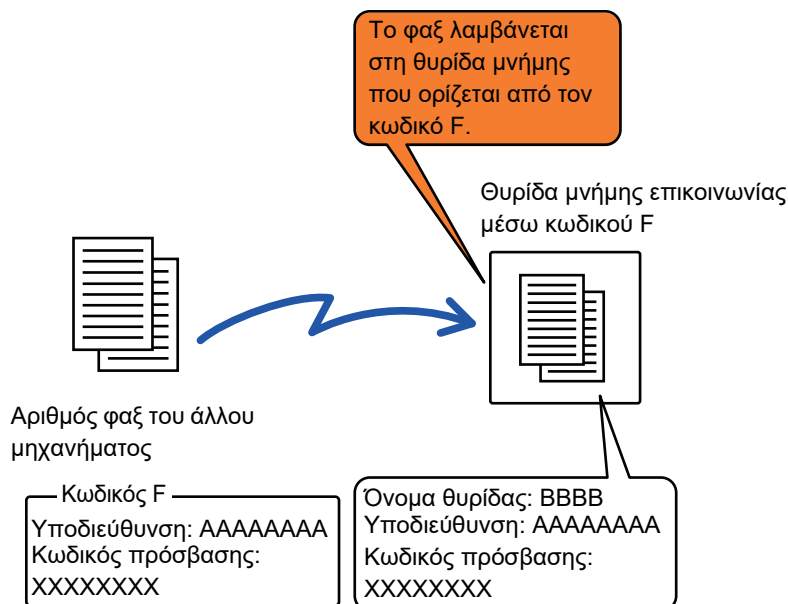 Το φαξ λαμβάνεται
στη θυρίδα μνήμης
που ορίζεται από τον
κωδικό F.
Θυρίδα μνήμης επικοινωνίας
μέσω κωδικού F
Αριθμός φαξ του άλλου
μηχανήματος
Κωδικός F
Υποδιεύθυνση: AAAAAAAA
Κωδικός πρόσβασης:
XXXXXXXX
Όνομα θυρίδας: BBBB
Υποδιεύθυνση: AAAAAAAA
Κωδικός πρόσβασης:
XXXXXXXX